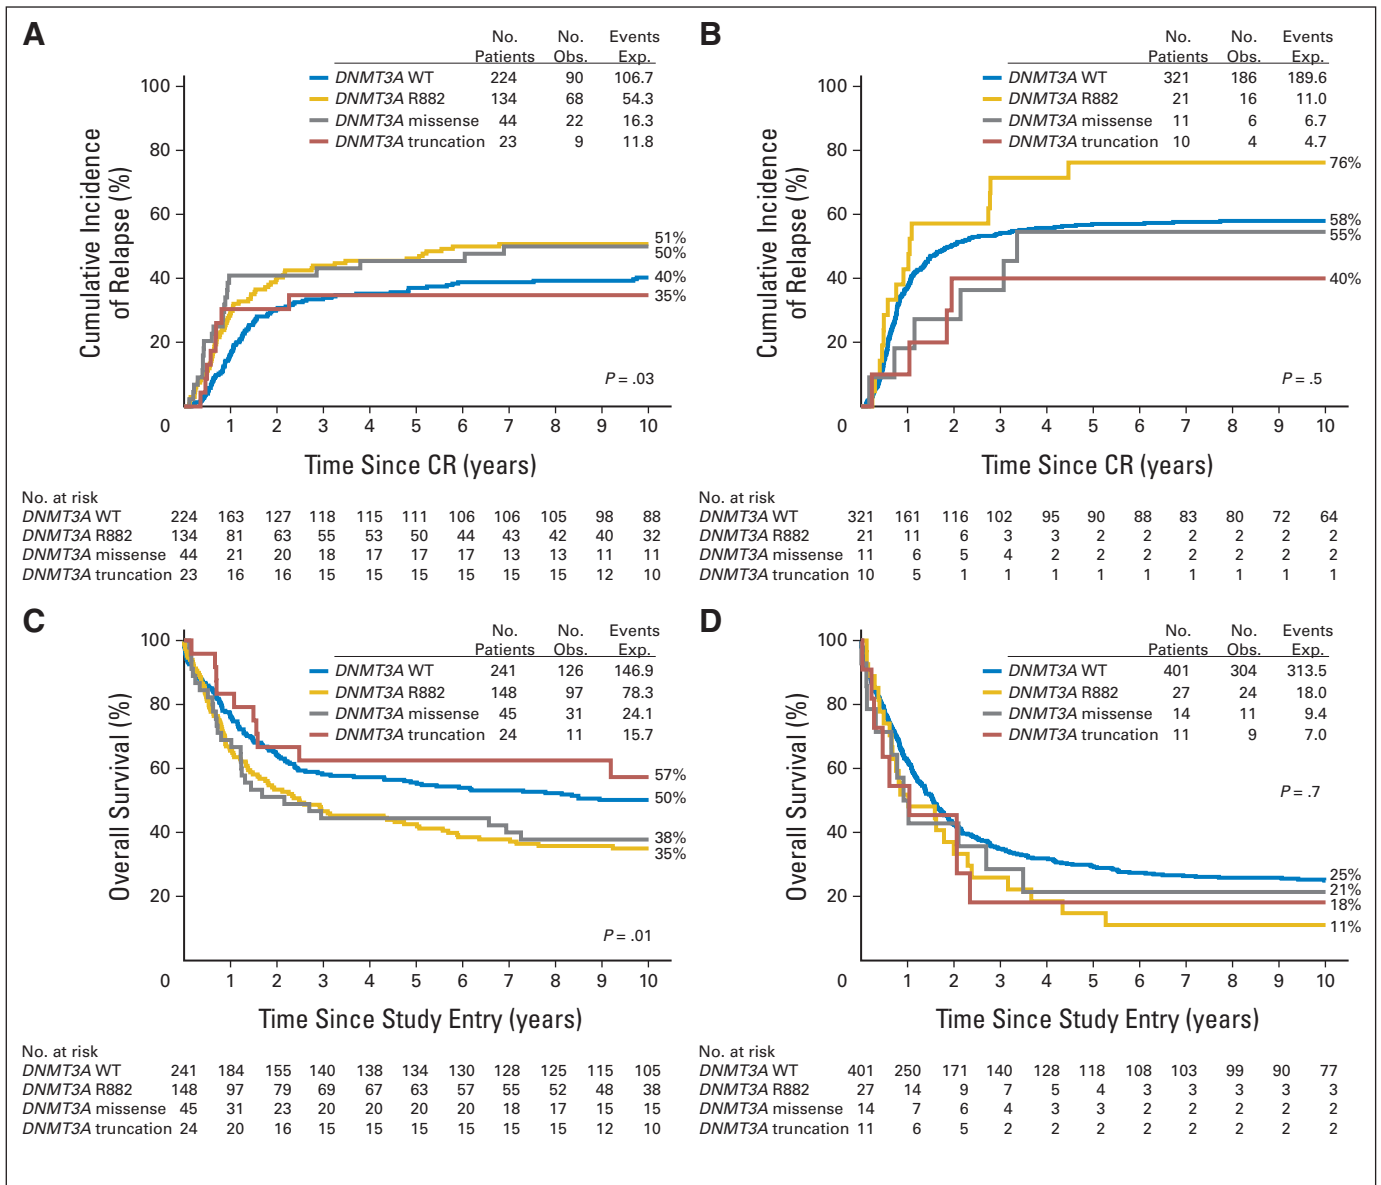 A
No. Patients No. Obs. Events Exp.
DNMT3A WT 224 90 106.7
DNMT3A R882 134 68 54.3
DNMT3A missense 44 22 16.3
DNMT3A truncation 23 9 11.8
Cumulative Incidence of Relapse (%)
100
80
60
40
20
0 1 2 3 4 5 6 7 8 9 10
51%
50%
40%
35%
P = .03
Time Since CR (years)
No. at risk
DNMT3A WT 224 163 127 118 115 111 106 106 105 98 88
DNMT3A R882 134 81 63 55 53 50 44 43 42 40 32
DNMT3A missense 44 21 20 18 17 17 17 13 13 11 11
DNMT3A truncation 23 16 16 15 15 15 15 15 15 12 10
B
No. Patients No. Obs. Events Exp.
DNMT3A WT 321 186 189.6
DNMT3A R882 21 16 11.0
DNMT3A missense 11 6 6.7
DNMT3A truncation 10 4 4.7
Cumulative Incidence of Relapse (%)
100
80
60
40
20
0 1 2 3 4 5 6 7 8 9 10
76%
58%
55%
40%
P = .5
Time Since CR (years)
No. at risk
DNMT3A WT 321 161 116 102 95 90 88 83 80 72 64
DNMT3A R882 21 11 6 3 3 2 2 2 2 2 2
DNMT3A missense 11 6 5 4 2 2 2 2 2 2 2
DNMT3A truncation 10 5 1 1 1 1 1 1 1 1 1
C
No. Patients No. Obs. Events Exp.
DNMT3A WT 241 126 146.9
DNMT3A R882 148 97 78.3
DNMT3A missense 45 31 24.1
DNMT3A truncation 24 11 15.7
Overall Survival (%)
100
80
60
40
20
0 1 2 3 4 5 6 7 8 9 10
57%
50%
38%
35%
P = .01
Time Since Study Entry (years)
No. at risk
DNMT3A WT 241 184 155 140 138 134 130 128 125 115 105
DNMT3A R882 148 97 79 69 67 63 57 55 52 48 38
DNMT3A missense 45 31 23 20 20 20 20 18 17 15 15
DNMT3A truncation 24 20 16 15 15 15 15 15 15 12 10
D
No. Patients No. Obs. Events Exp.
DNMT3A WT 401 304 313.5
DNMT3A R882 27 24 18.0
DNMT3A missense 14 11 9.4
DNMT3A truncation 11 9 7.0
Overall Survival (%)
100
80
60
40
20
0 1 2 3 4 5 6 7 8 9 10
25%
21%
18%
11%
P = .7
Time Since Study Entry (years)
No. at risk
DNMT3A WT 401 250 171 140 128 118 108 103 99 90 77
DNMT3A R882 27 14 9 7 5 4 3 3 3 3 3
DNMT3A missense 14 7 6 4 3 3 2 2 2 2 2
DNMT3A truncation 11 6 5 2 2 2 2 2 2 2 2